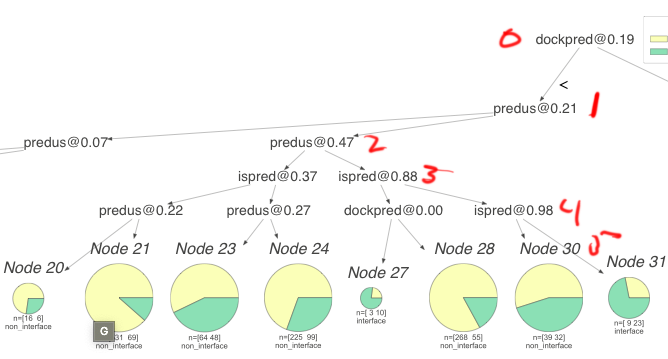 0 dockpred@0.19
<
predus@0.21 1
predus@0.07 predus@0.47 2
ispred@0.37 ispred@0.88 3
predus@0.22 predus@0.27 dockpred@0.00 ispred@0.98 4
5
Node 20 Node 21 Node 23 Node 24 Node 27 Node 28 Node 30 Node 31
n=[16 6] 31 69] n=[64 48] n=[225 99] n=[ 3 10] n=[268 55] n=[39 32] n=[ 9 23]
non_interface non_interface non_interface non_interface interface non_interface non_interface interface
G